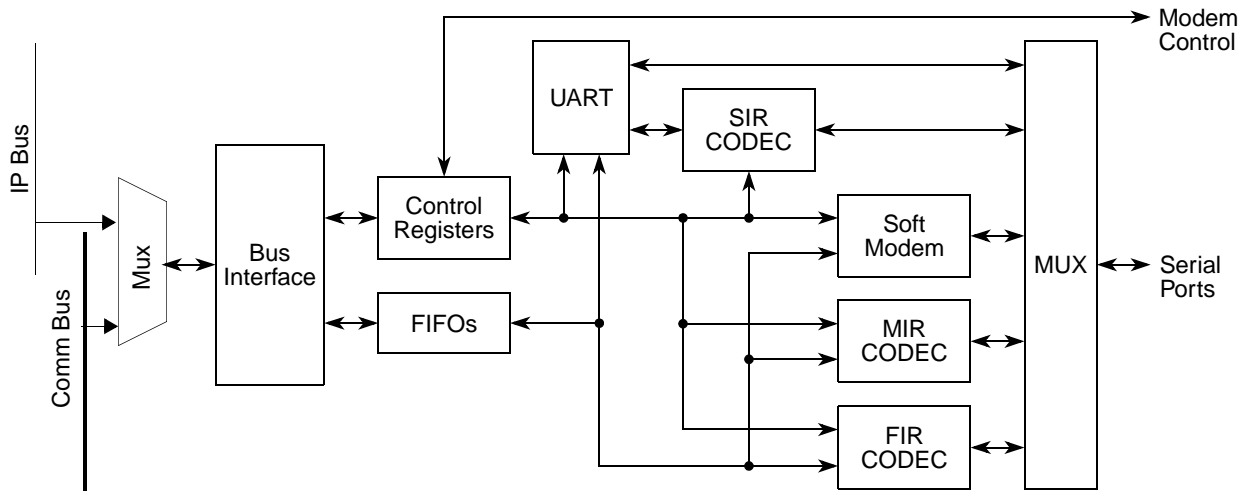 Modem
Control
IP Bus
Comm Bus
Mux
Bus
Interface
Control
Registers
FIFOs
UART
SIR
CODEC
Soft
Modem
MIR
CODEC
FIR
CODEC
MUX
Serial
Ports